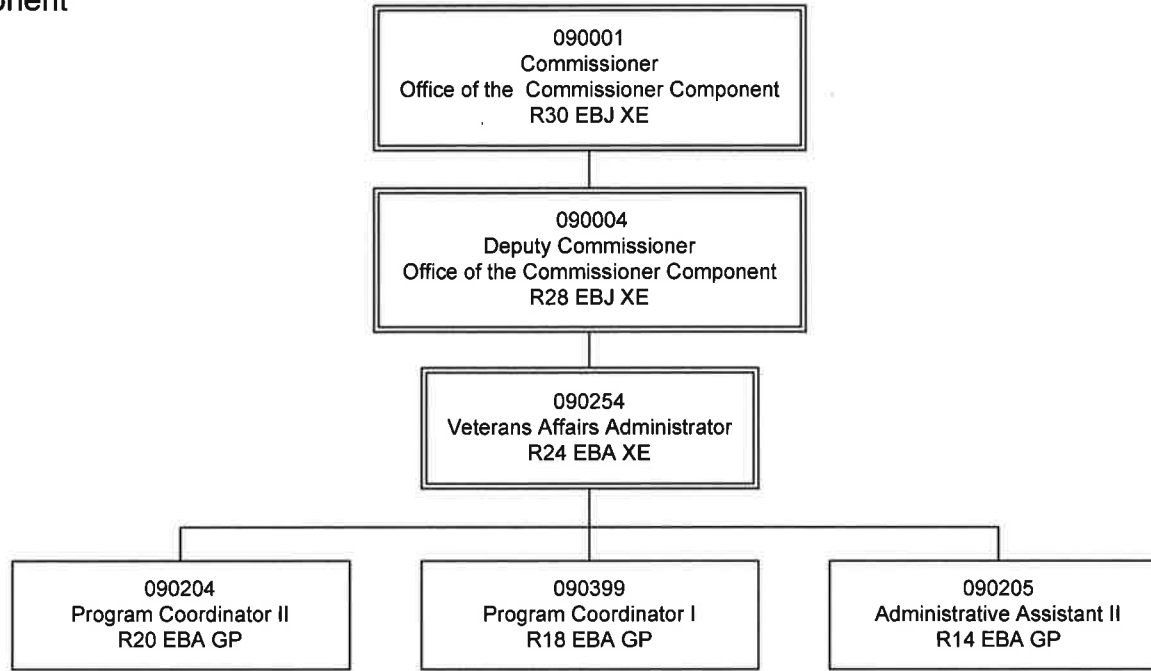 090001
Commissioner
Office of the Commissioner Component
R30 EBJ XE
090004
Deputy Commissioner
Office of the Commissioner Component
R28 EBJ XE
090254
Veterans Affairs Administrator
R24 EBA XE
090204
Program Coordinator II
R20 EBA GP
090399
Program Coordinator I
R18 EBA GP
090205
Administrative Assistant II
R14 EBA GP